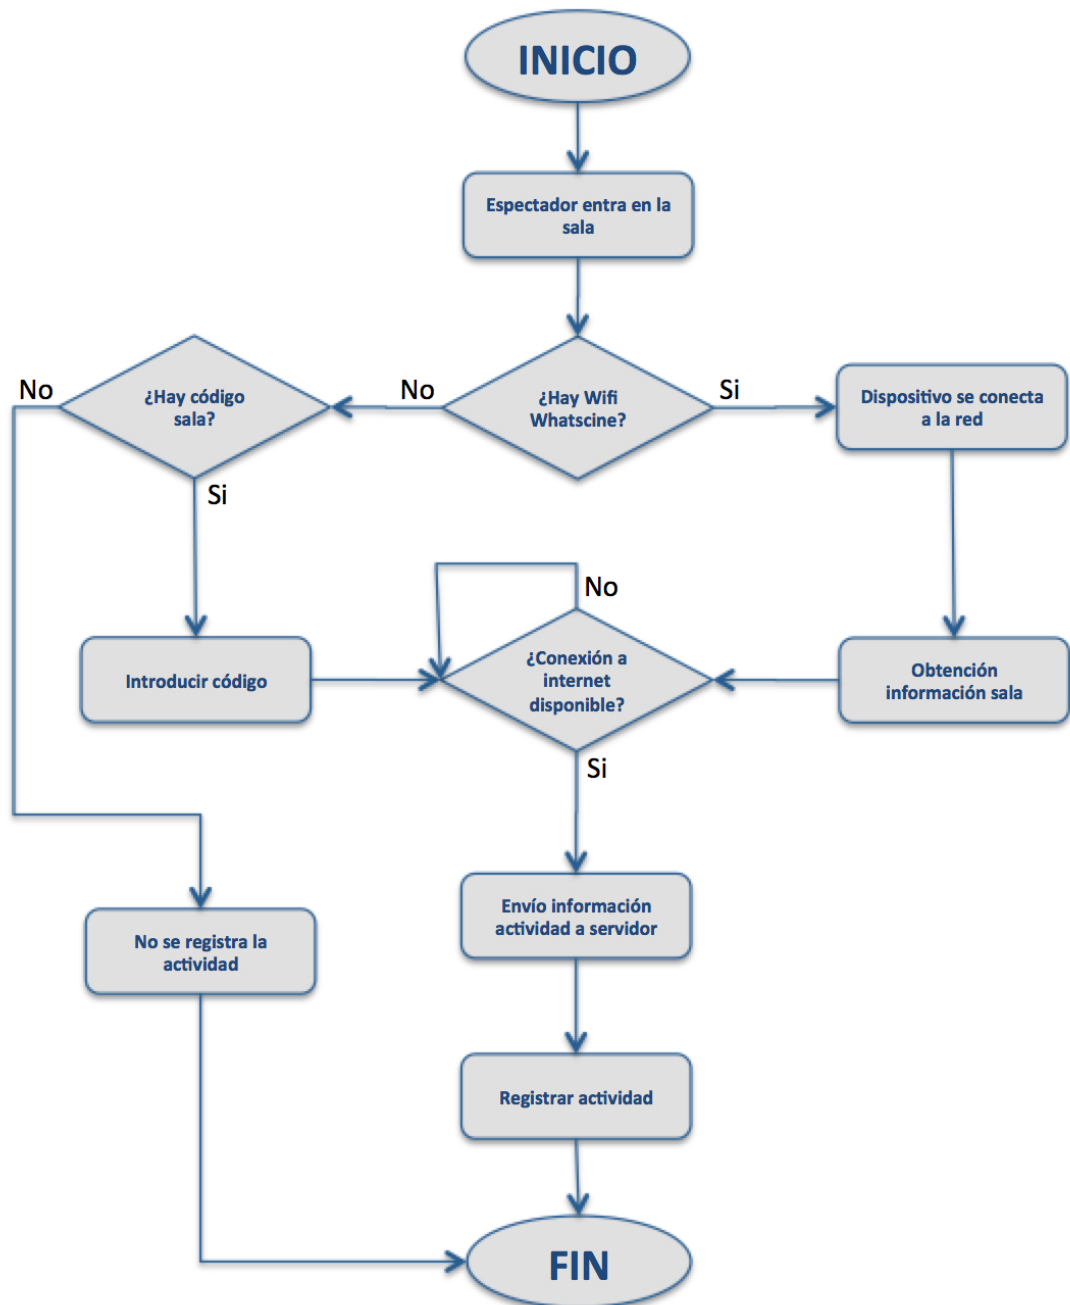 INICIO
Espectador entra en la
sala
No
¿Hay código
sala?
No
¿Hay Wifi
Whatscine?
Si
Dispositivo se conecta
a la red
Si
No
Introducir código
¿Conexión a
internet
disponible?
Obtención
información sala
Si
Envío información
actividad a servidor
No se registra la
actividad
Registrar actividad
FIN